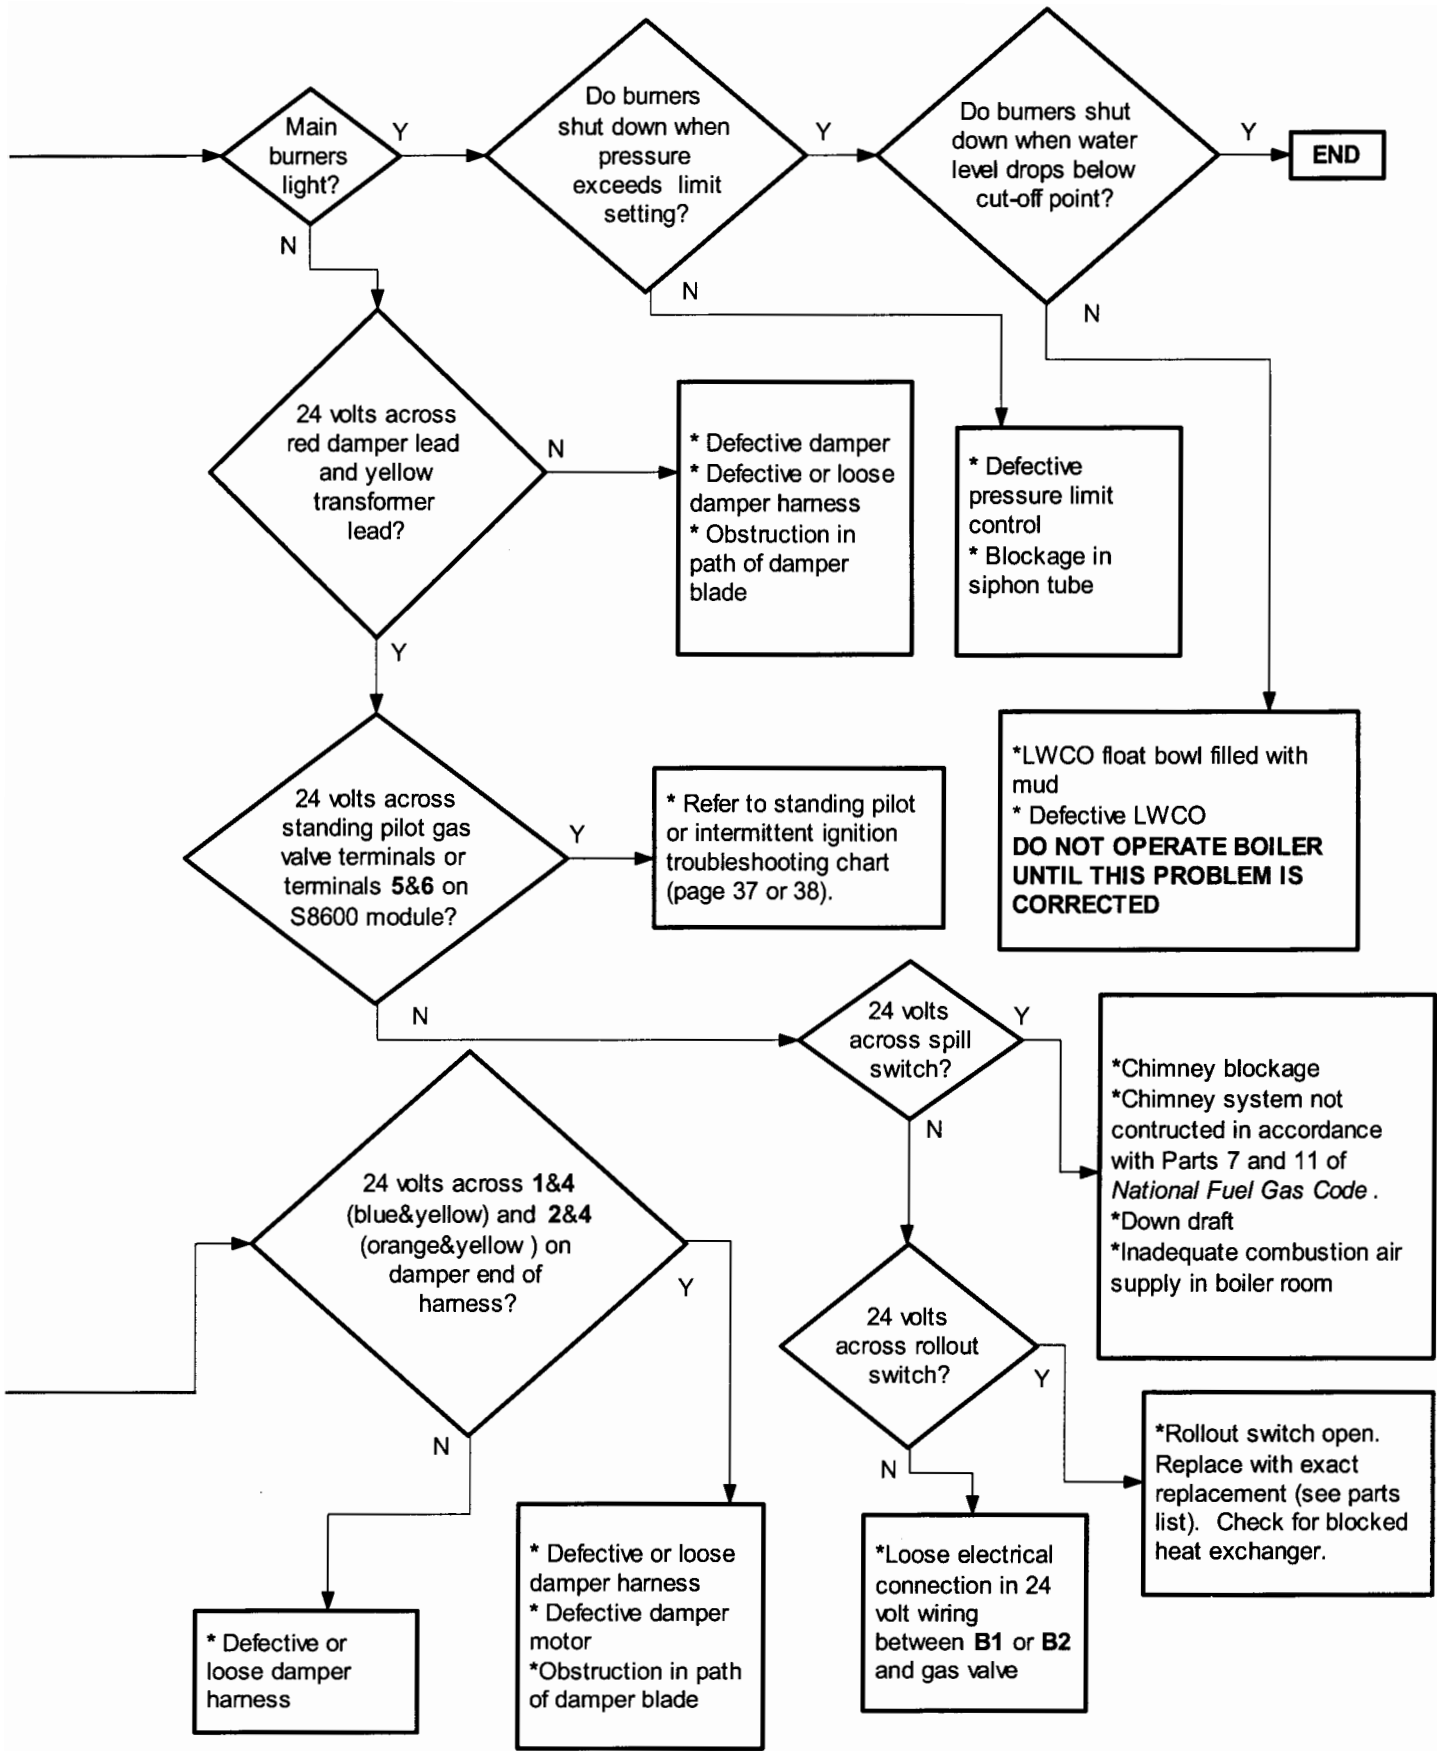 Main
burners
light?
Y
N
Do burners
shut down when
pressure
exceeds limit
setting?
Y
N
Do burners shut
down when water
level drops below
cut-off point?
Y
N
END
24 volts across
red damper lead
and yellow
transformer
lead?
N
Y
* Defective damper
* Defective or loose
damper harness
* Obstruction in
path of damper
blade
* Defective
pressure limit
control
* Blockage in
siphon tube
*LWCO float bowl filled with
mud
* Defective LWCO
DO NOT OPERATE BOILER
UNTIL THIS PROBLEM IS
CORRECTED
24 volts across
standing pilot gas
valve terminals or
terminals 5&6 on
S8600 module?
Y
N
* Refer to standing pilot
or intermittent ignition
troubleshooting chart
(page 37 or 38).
24 volts
across spill
switch?
Y
N
*Chimney blockage
*Chimney system not
contructed in accordance
with Parts 7 and 11 of
National Fuel Gas Code .
*Down draft
*Inadequate combustion air
supply in boiler room
24 volts across 1&4
(blue&yellow) and 2&4
(orange&yellow ) on
damper end of
harness?
Y
N
24 volts
across rollout
switch?
Y
N
*Rollout switch open.
Replace with exact
replacement (see parts
list). Check for blocked
heat exchanger.
* Defective or
loose damper
harness
* Defective or loose
damper harness
* Defective damper
motor
*Obstruction in path
of damper blade
*Loose electrical
connection in 24
volt wiring
between B1 or B2
and gas valve